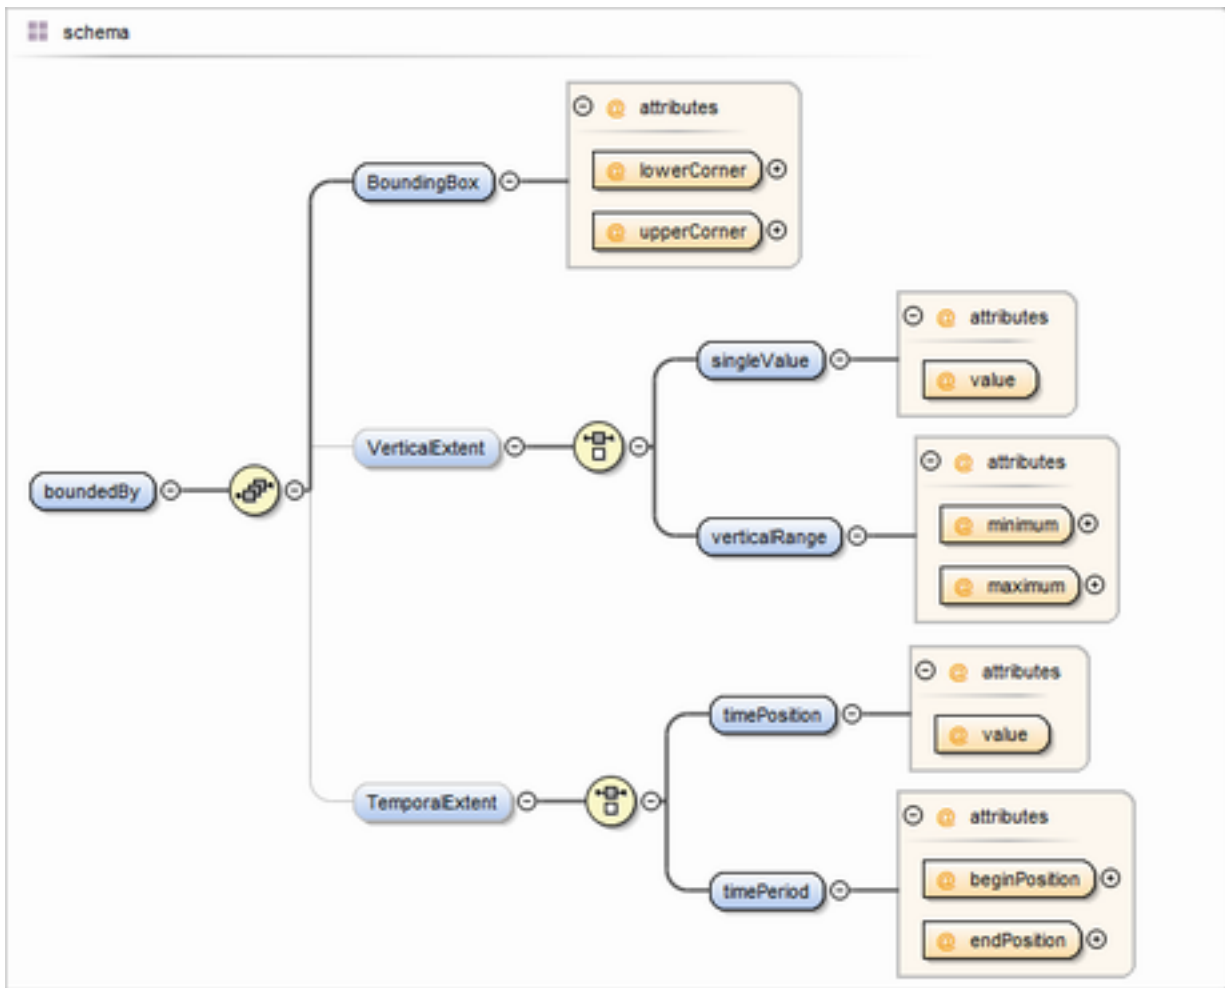 schema
attributes
lowerCorner
BoundingBox
upperCorner
attributes
singleValue
value
VerticalExtent
attributes
boundedBy
minimum
verticalRange
maximum
attributes
timePosition
value
TemporalExtent
attributes
beginPosition
timePeriod
endPosition